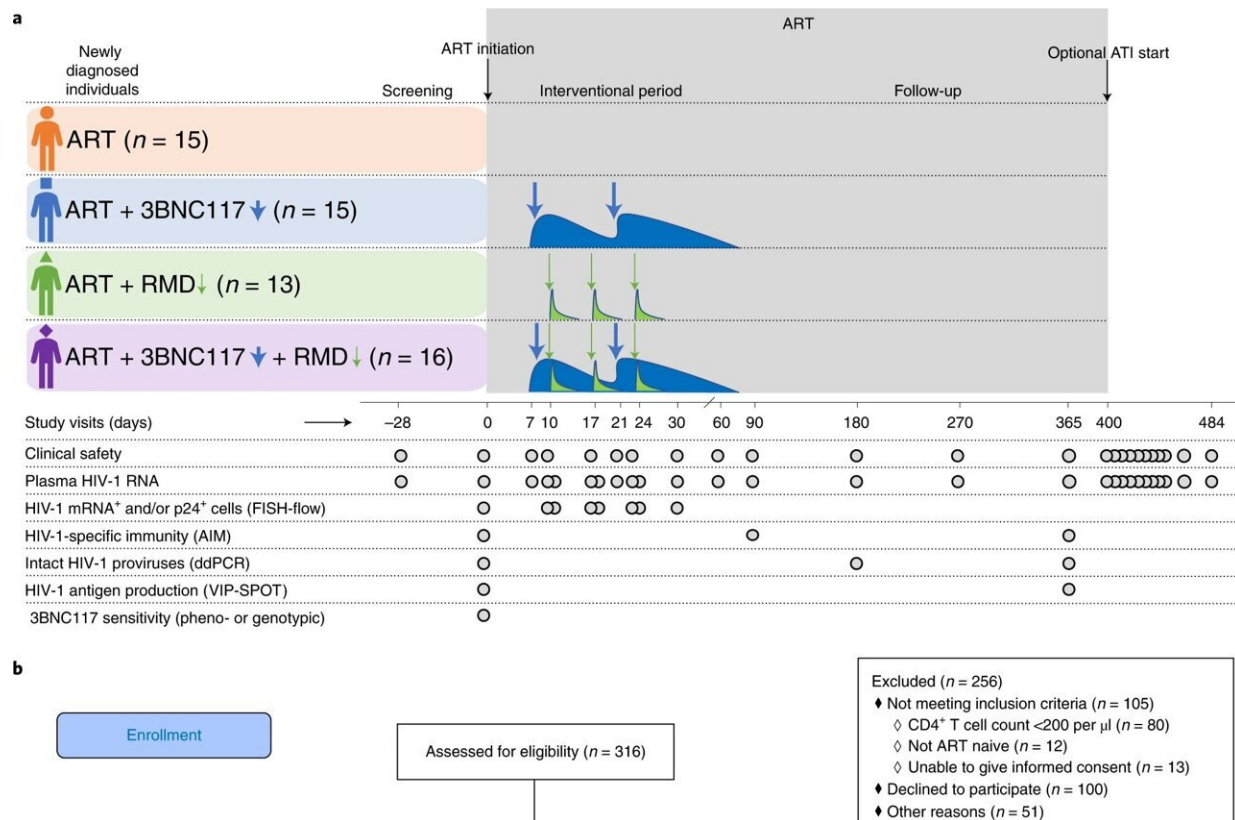 a
ART
ART initiation
Optional ATI start
Newly
diagnosed
individuals
Screening
Interventional period
Follow-up
ART (n = 15)
ART + 3BNC117 (n = 15)
ART + RMD (n = 13)
ART + 3BNC117 + RMD (n = 16)
Study visits (days) −28 0 7 10 17 21 24 30 60 90 180 270 365 400 484
Clinical safety
Plasma HIV-1 RNA
HIV-1 mRNA⁺ and/or p24⁺ cells (FISH-flow)
HIV-1-specific immunity (AIM)
Intact HIV-1 proviruses (ddPCR)
HIV-1 antigen production (VIP-SPOT)
3BNC117 sensitivity (pheno- or genotypic)
b
Enrollment
Assessed for eligibility (n = 316)
Excluded (n = 256)
♦ Not meeting inclusion criteria (n = 105)
◊ CD4⁺ T cell count <200 per µl (n = 80)
◊ Not ART naive (n = 12)
◊ Unable to give informed consent (n = 13)
♦ Declined to participate (n = 100)
♦ Other reasons (n = 51)